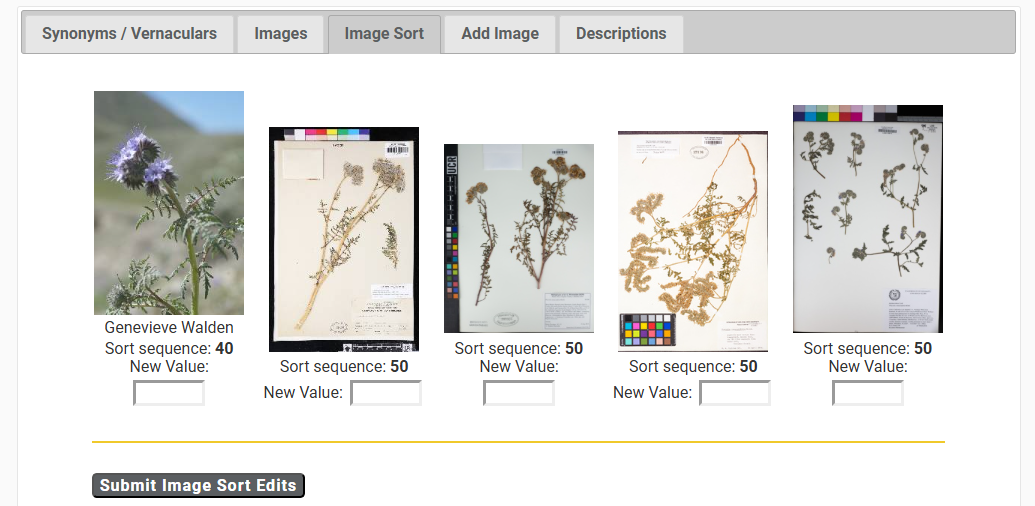 Synonyms / Vernaculars
Images
Image Sort
Add Image
Descriptions
Genevieve Walden
Sort sequence: 40
New Value:
Sort sequence: 50
New Value:
Sort sequence: 50
New Value:
Sort sequence: 50
New Value:
Sort sequence: 50
New Value:
Submit Image Sort Edits